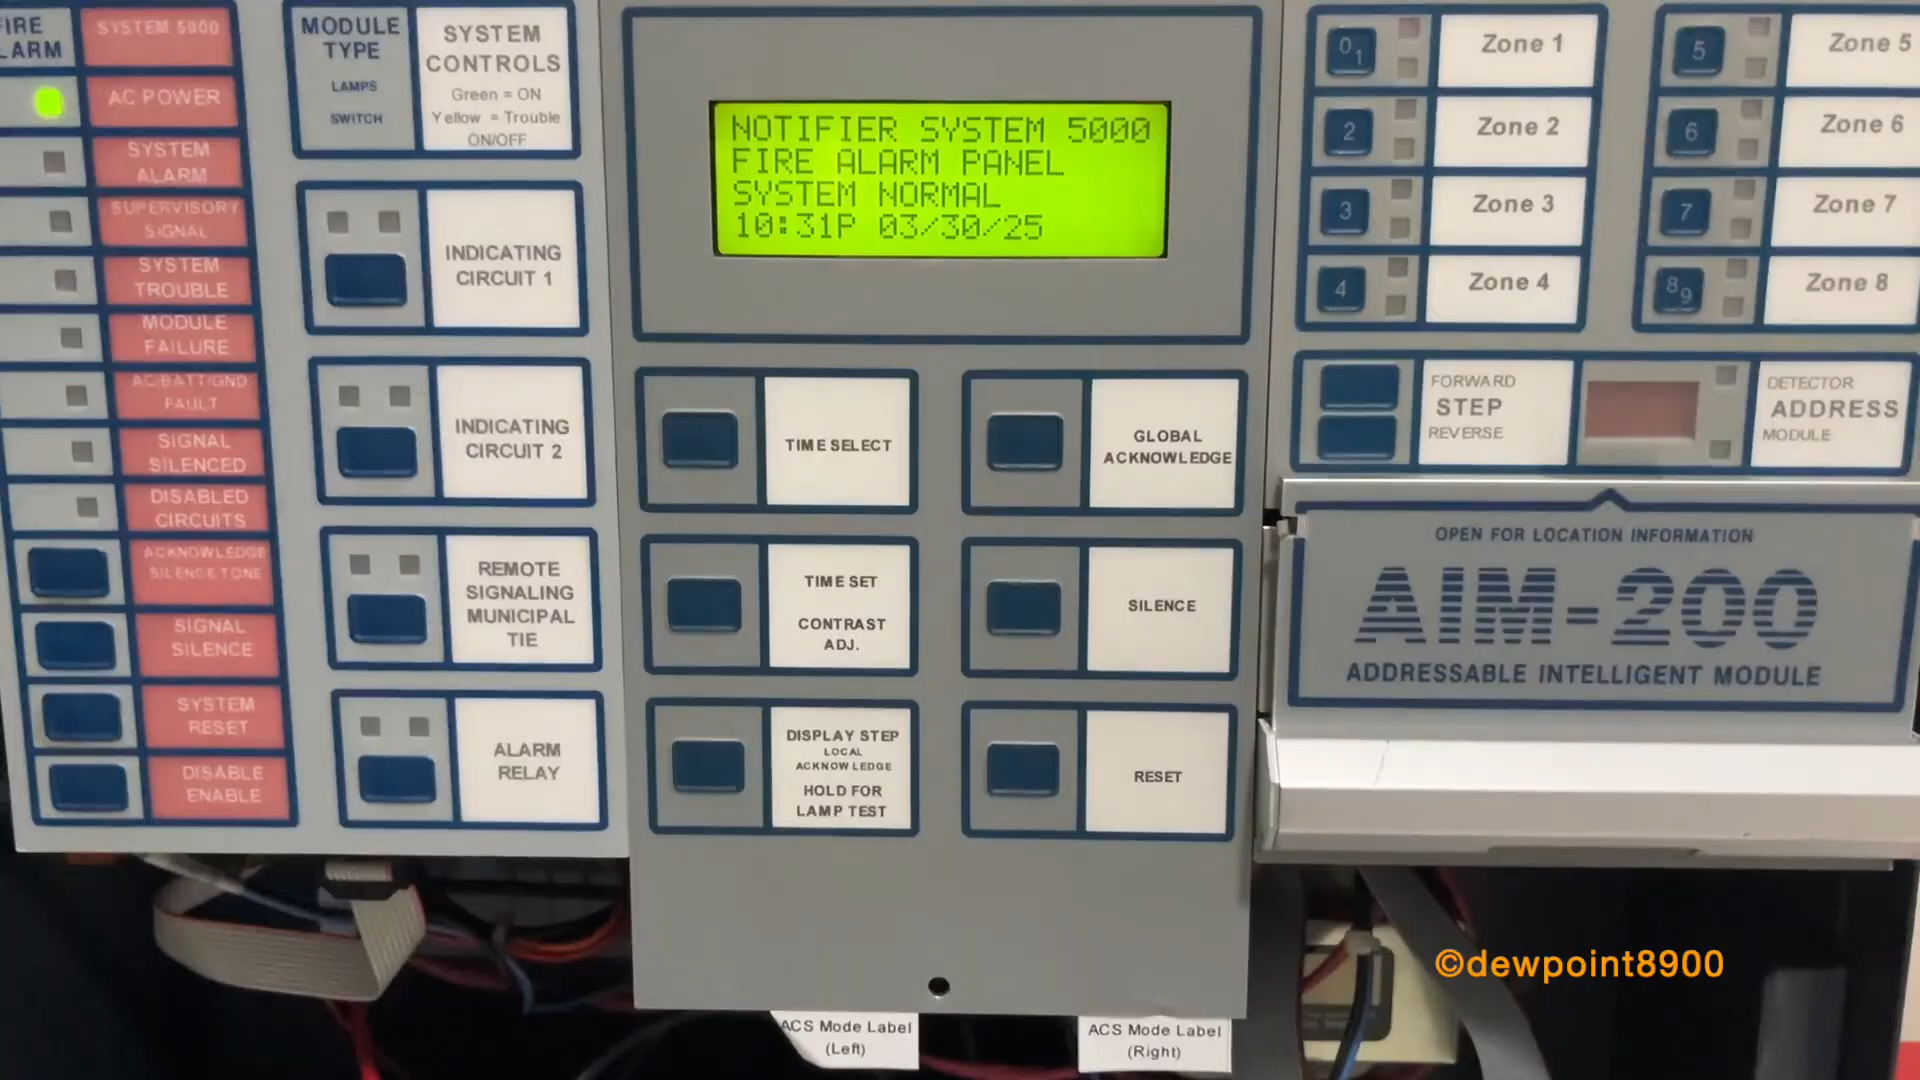 FIRE
ALARM
SYSTEM 5000
AC POWER
SYSTEM
ALARM
SUPERVISORY
SIGNAL
SYSTEM
TROUBLE
MODULE
FAILURE
AC/BATT/GND
FAULT
SIGNAL
SILENCED
DISABLED
CIRCUITS
ACKNOWLEDGE
SILENCE TONE
SIGNAL
SILENCE
SYSTEM
RESET
DISABLE
ENABLE
MODULE
TYPE
LAMPS
SWITCH
SYSTEM
CONTROLS
Green = ON
Yellow = Trouble
ON/OFF
INDICATING
CIRCUIT 1
INDICATING
CIRCUIT 2
REMOTE
SIGNALING
MUNICIPAL
TIE
ALARM
RELAY
NOTIFIER SYSTEM 5000
FIRE ALARM PANEL
SYSTEM NORMAL
10:31P 03/30/25
TIME SELECT
GLOBAL
ACKNOWLEDGE
TIME SET
CONTRAST
ADJ.
SILENCE
DISPLAY STEP
LOCAL
ACKNOWLEDGE
HOLD FOR
LAMP TEST
RESET
ACS Mode Label
(Left)
ACS Mode Label
(Right)
0 1
Zone 1
2
Zone 2
3
Zone 3
4
Zone 4
5
Zone 5
6
Zone 6
7
Zone 7
8 9
Zone 8
FORWARD
STEP
REVERSE
DETECTOR
ADDRESS
MODULE
OPEN FOR LOCATION INFORMATION
AIM-200
ADDRESSABLE INTELLIGENT MODULE
©dewpoint8900